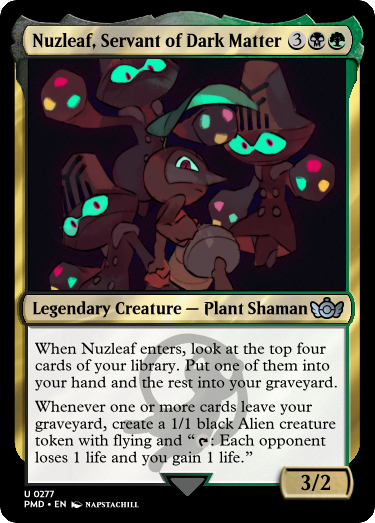 Nuzleaf, Servant of Dark Matter 3
Legendary Creature — Plant Shaman
When Nuzleaf enters, look at the top four
cards of your library. Put one of them into
your hand and the rest into your graveyard.
Whenever one or more cards leave your
graveyard, create a 1/1 black Alien creature
token with flying and “: Each opponent
loses 1 life and you gain 1 life.”
3/2
U 0277
PMD • EN NAPSTACHILL